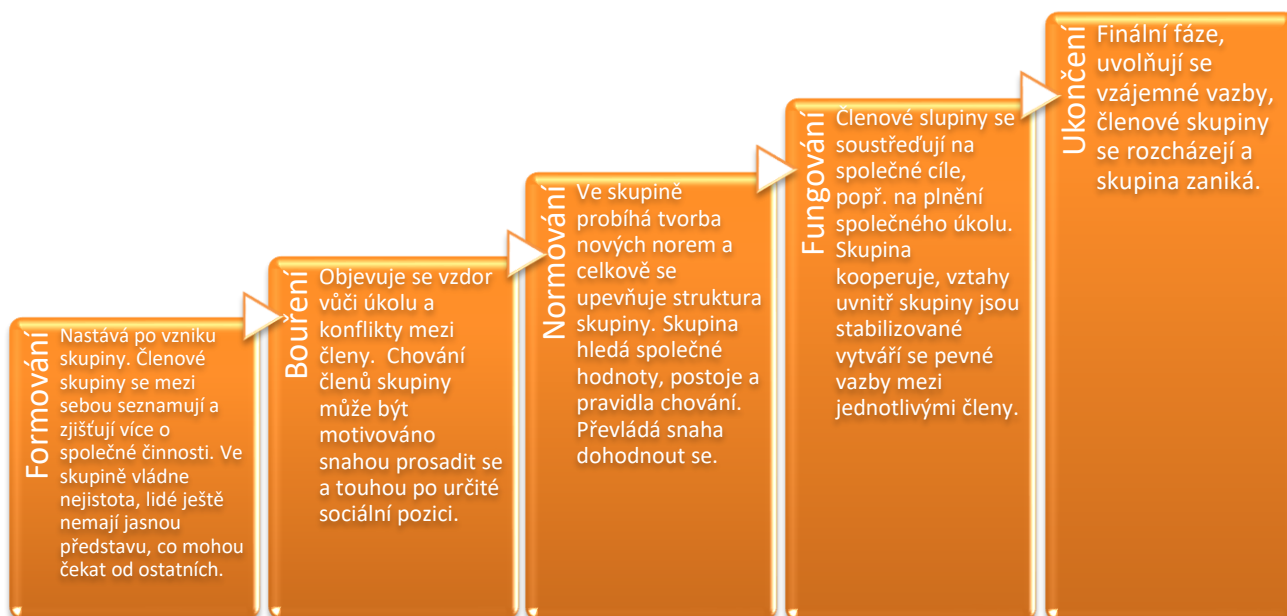 Formování
Nastává po vzniku
skupiny. Členové
skupiny se mezi
sebou seznamují a
zjišťují více o
společné činnosti. Ve
skupině vládne
nejistota, lidé ještě
nemají jasnou
představu, co mohou
čekat od ostatních.
Bouření
Objevuje se vzdor
vůči úkolu a
konflikty mezi
členy.  Chování
členů skupiny
může být
motivováno
snahou prosadit se
a touhou po určité
sociální pozici.
Normování
Ve skupině
probíhá tvorba
nových norem a
celkově se
upevňuje struktura
skupiny. Skupina
hledá společné
hodnoty, postoje a
pravidla chování.
Převládá snaha
dohodnout se.
Fungování
Členové slupiny se
soustřeďují na
společné cíle,
popř. na plnění
společného úkolu.
Skupina
kooperuje, vztahy
uvnitř skupiny jsou
stabilizované
vytváří se pevné
vazby mezi
jednotlivými členy.
Ukončení
Finální fáze,
uvolňují se
vzájemné vazby,
členové skupiny
se rozcházejí a
skupina zaniká.